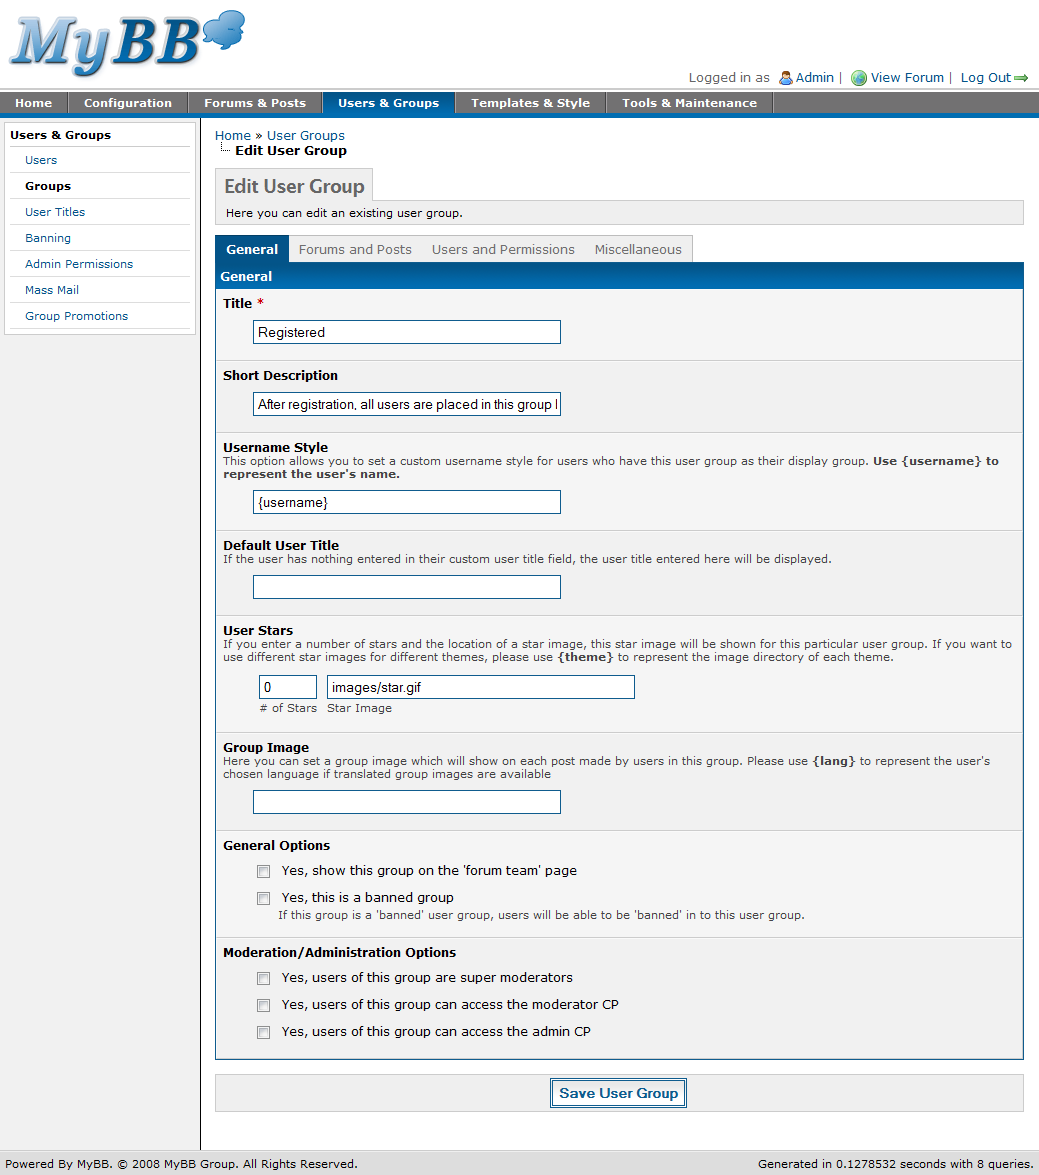 MyBB
Logged in as Admin | View Forum | Log Out
Home Configuration Forums & Posts Users & Groups Templates & Style Tools & Maintenance
Users & Groups
Users
Groups
User Titles
Banning
Admin Permissions
Mass Mail
Group Promotions
Home » User Groups
Edit User Group
Edit User Group
Here you can edit an existing user group.
General Forums and Posts Users and Permissions Miscellaneous
General
Title *
Registered
Short Description
After registration, all users are placed in this group
Username Style
This option allows you to set a custom username style for users who have this user group as their display group. Use {username} to
represent the user's name.
{username}
Default User Title
If the user has nothing entered in their custom user title field, the user title entered here will be displayed.
User Stars
If you enter a number of stars and the location of a star image, this star image will be shown for this particular user group. If you want to
use different star images for different themes, please use {theme} to represent the image directory of each theme.
0 images/star.gif
# of Stars Star Image
Group Image
Here you can set a group image which will show on each post made by users in this group. Please use {lang} to represent the user's
chosen language if translated group images are available
General Options
Yes, show this group on the 'forum team' page
Yes, this is a banned group
If this group is a 'banned' user group, users will be able to be 'banned' in to this user group.
Moderation/Administration Options
Yes, users of this group are super moderators
Yes, users of this group can access the moderator CP
Yes, users of this group can access the admin CP
Save User Group
Powered By MyBB. © 2008 MyBB Group. All Rights Reserved. Generated in 0.1278532 seconds with 8 queries.